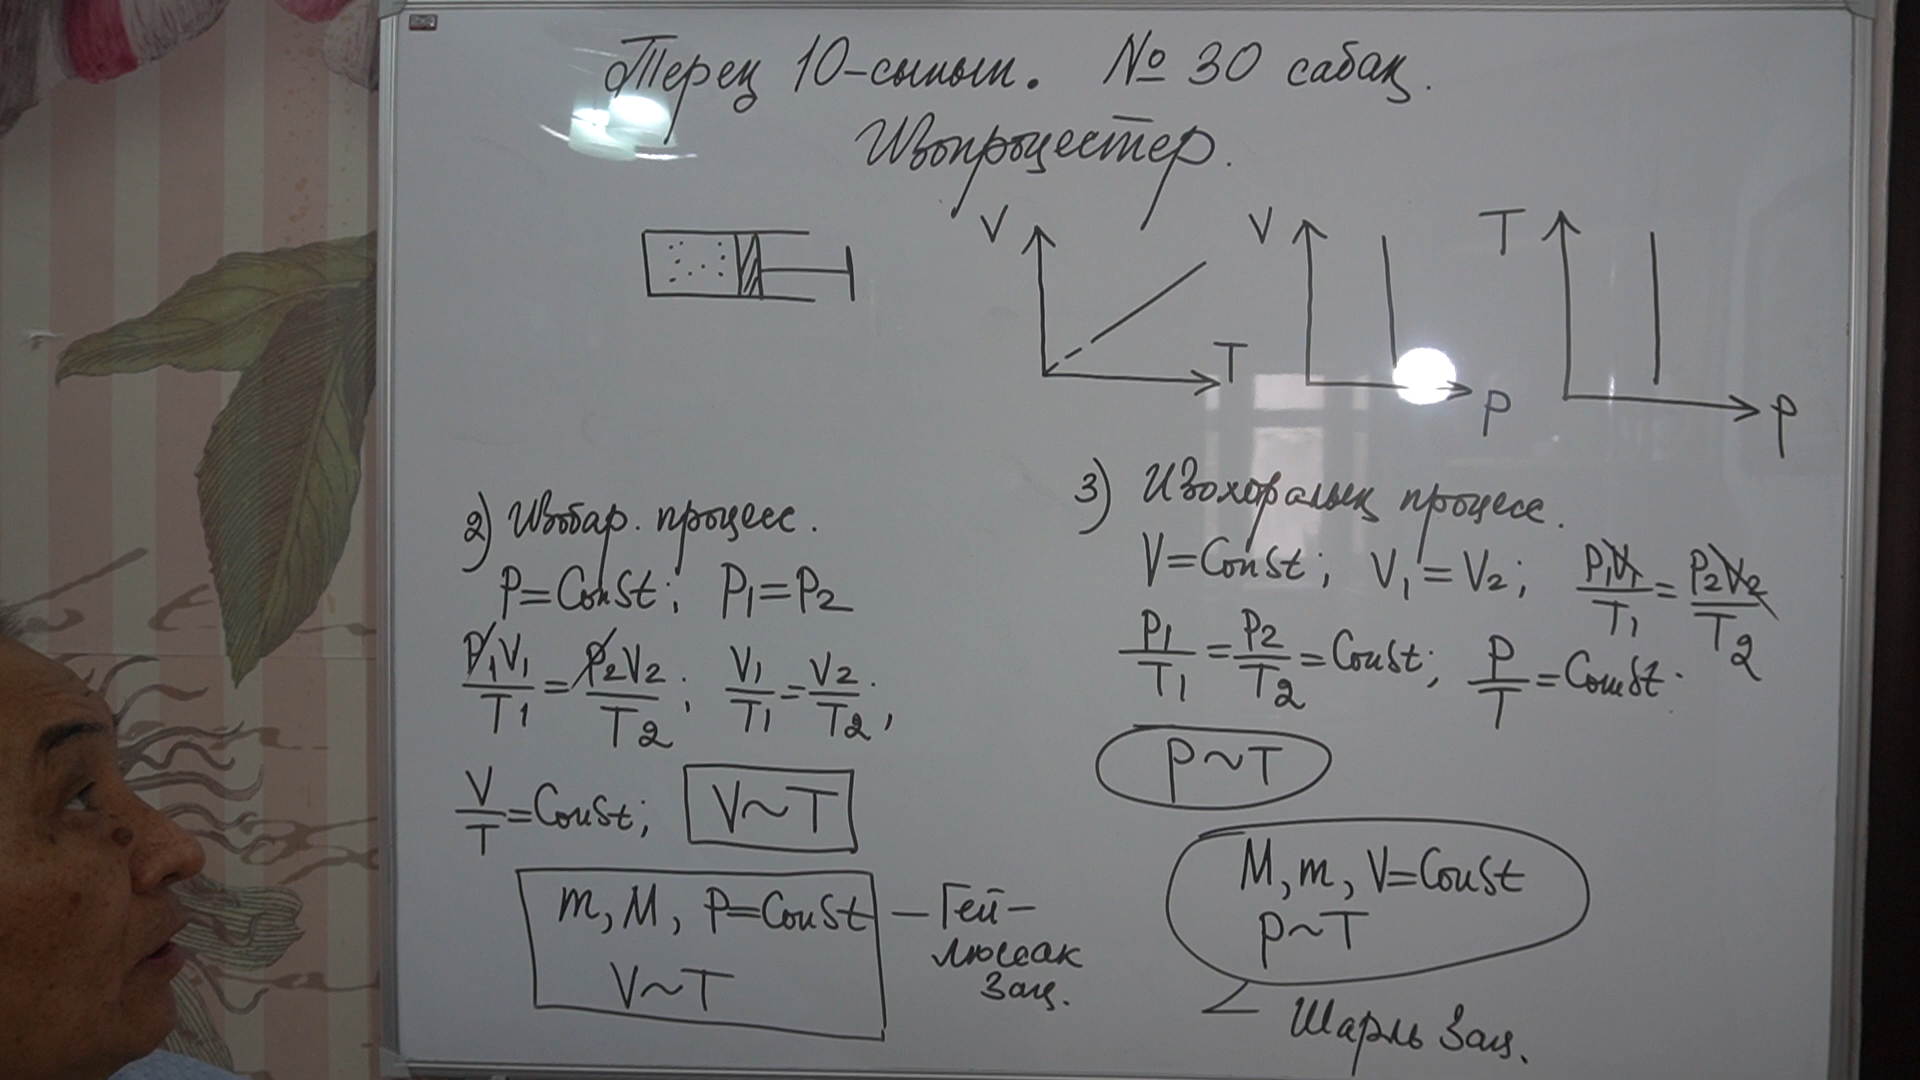 Терең 10-сынып. № 30 сабақ.
Изопроцестер.
V T
V P
T P
2) Изобар. процесс.
P=Const; P₁=P₂
P₁V₁/T₁=P₂V₂/T₂; V₁/T₁=V₂/T₂;
V/T=Const; V~T
m, M, P=Const — Гей-
люссак
заң.
V~T
3) Изохоралық процесс.
V=Const; V₁=V₂; P₁V₁/T₁=P₂V₂/T₂
P₁/T₁=P₂/T₂=Const; P/T=Const.
P~T
M, m, V=Const
P~T
Шарль заң.